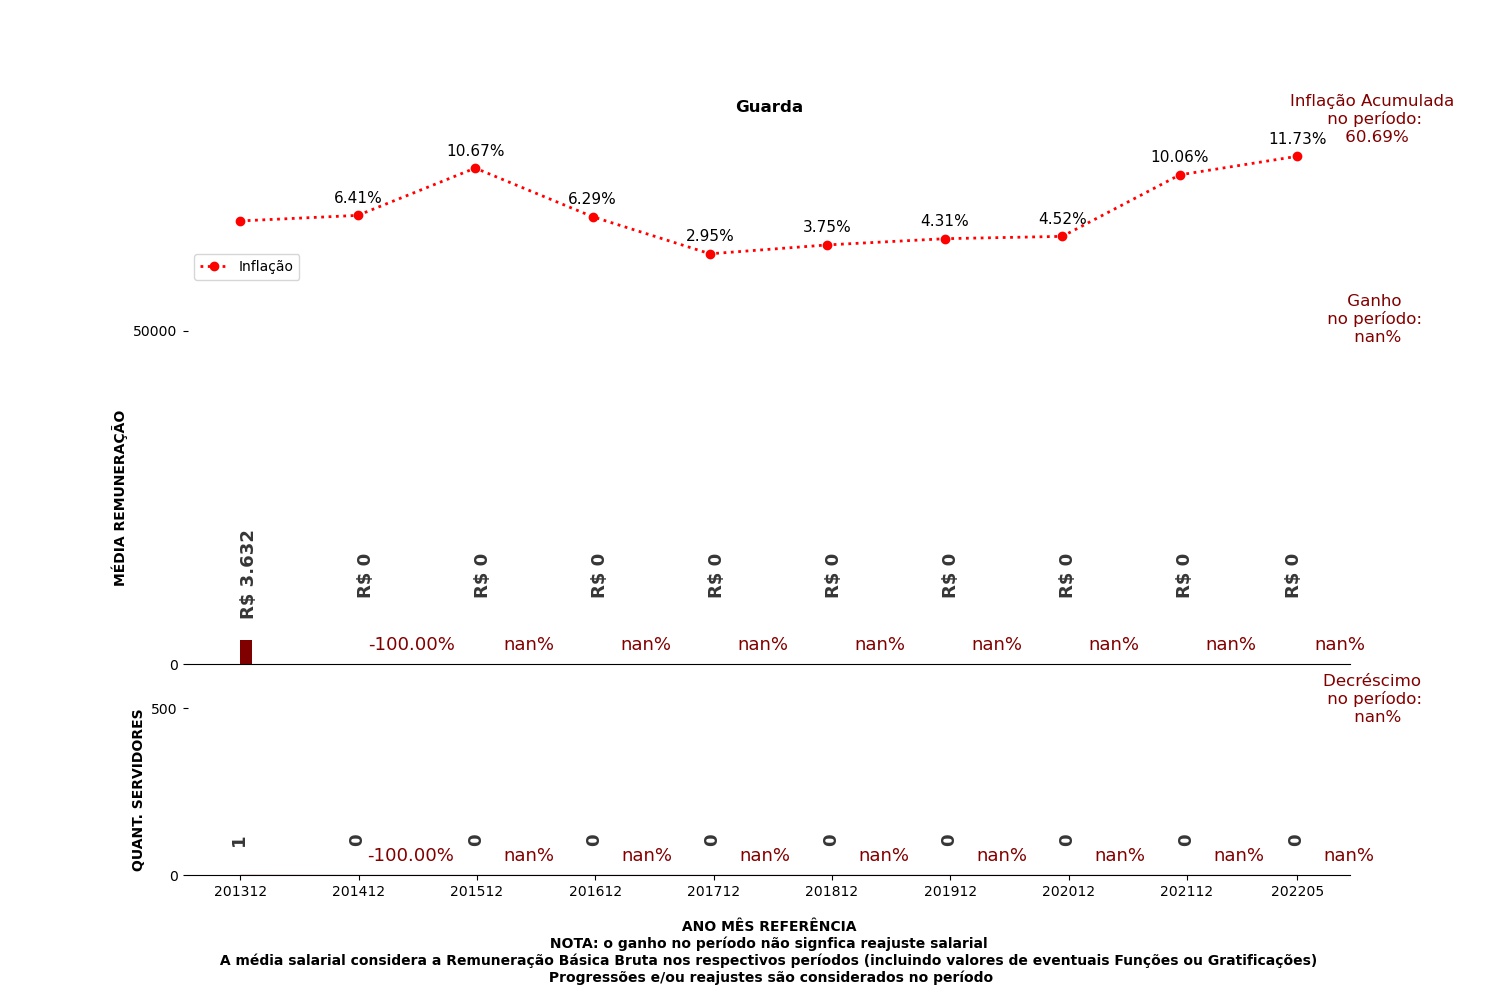 Guarda
Inflação Acumulada
no período:
60.69%
6.41%
10.67%
6.29%
2.95%
3.75%
4.31%
4.52%
10.06%
11.73%
Inflação
Ganho
no período:
nan%
50000
0
MÉDIA REMUNERAÇÃO
R$ 3.632
R$ 0
R$ 0
R$ 0
R$ 0
R$ 0
R$ 0
R$ 0
R$ 0
R$ 0
-100.00%
nan%
nan%
nan%
nan%
nan%
nan%
nan%
nan%
Decréscimo
no período:
nan%
500
0
QUANT. SERVIDORES
1
0
0
0
0
0
0
0
0
0
-100.00%
nan%
nan%
nan%
nan%
nan%
nan%
nan%
nan%
201312
201412
201512
201612
201712
201812
201912
202012
202112
202205
ANO MÊS REFERÊNCIA
NOTA: o ganho no período não signfica reajuste salarial
A média salarial considera a Remuneração Básica Bruta nos respectivos períodos (incluindo valores de eventuais Funções ou Gratificações)
Progressões e/ou reajustes são considerados no período